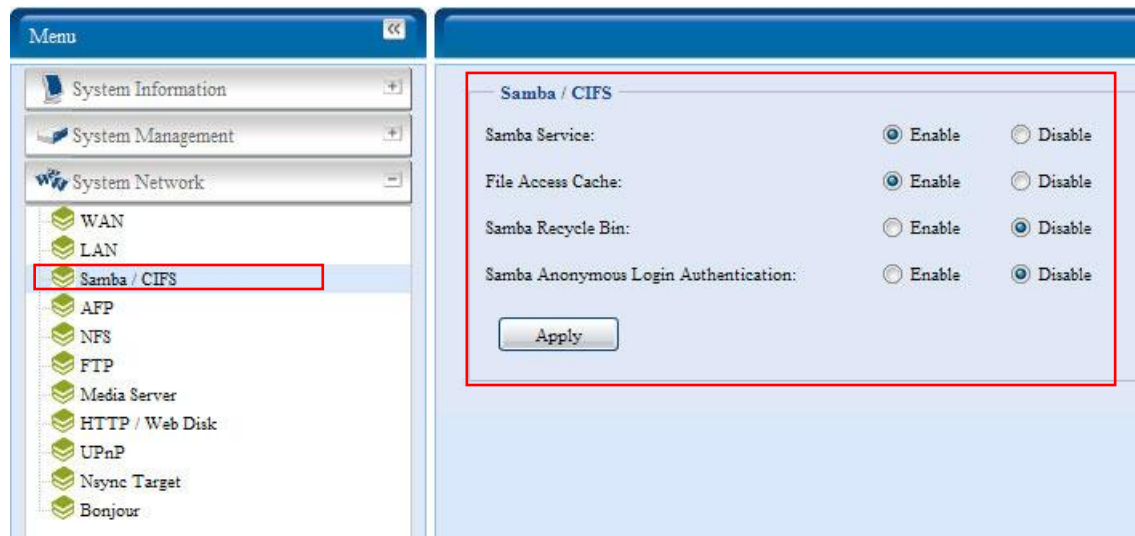 Menu
System Information
System Management
System Network
WAN
LAN
Samba / CIFS
AFP
NFS
FTP
Media Server
HTTP / Web Disk
UPnP
Nsync Target
Bonjour
Samba / CIFS
Samba Service: Enable Disable
File Access Cache: Enable Disable
Samba Recycle Bin: Enable Disable
Samba Anonymous Login Authentication: Enable Disable
Apply